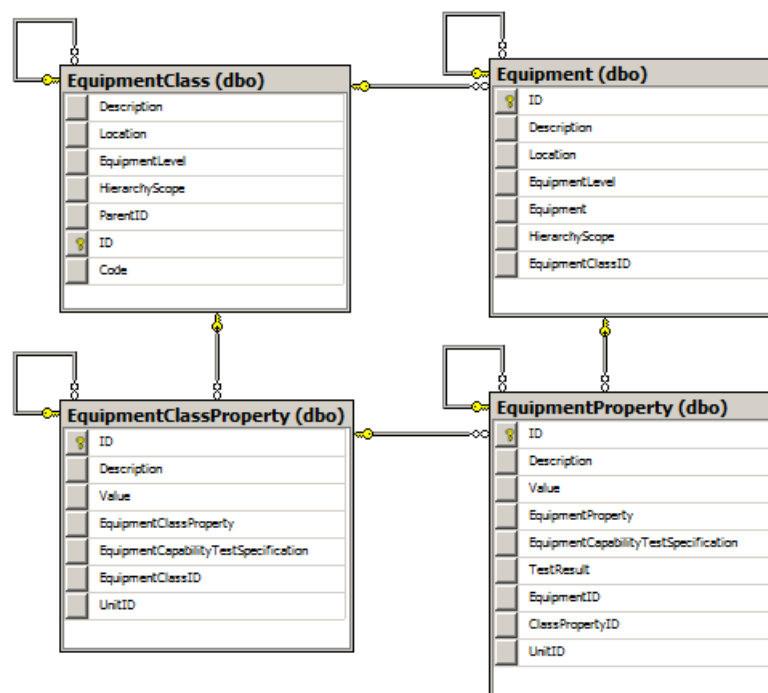 EquipmentClass (dbo)
Description
Location
EquipmentLevel
HierarchyScope
ParentID
ID
Code
Equipment (dbo)
ID
Description
Location
EquipmentLevel
Equipment
HierarchyScope
EquipmentClassID
EquipmentClassProperty (dbo)
ID
Description
Value
EquipmentClassProperty
EquipmentCapabilityTestSpecification
EquipmentClassID
UnitID
EquipmentProperty (dbo)
ID
Description
Value
EquipmentProperty
EquipmentCapabilityTestSpecification
TestResult
EquipmentID
ClassPropertyID
UnitID